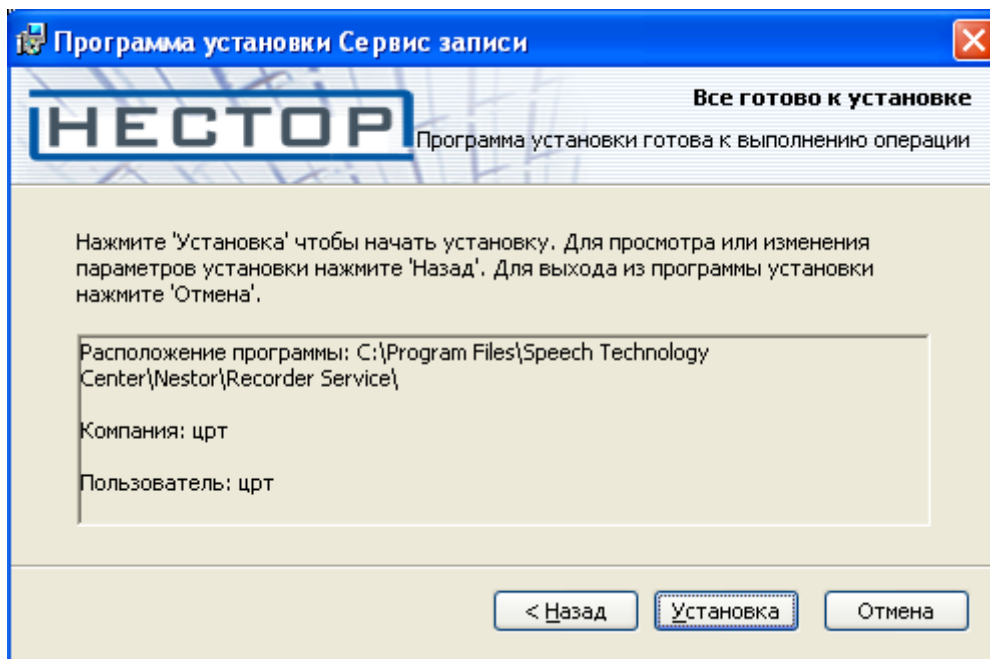 Программа установки Сервис записи
НЕСТОР
Все готово к установке
Программа установки готова к выполнению операции
Нажмите 'Установка' чтобы начать установку. Для просмотра или изменения
параметров установки нажмите 'Назад'. Для выхода из программы установки
нажмите 'Отмена'.
Расположение программы: C:\Program Files\Speech Technology
Center\Nestor\Recorder Service\
Компания: црт
Пользователь: црт
< Назад
Установка
Отмена